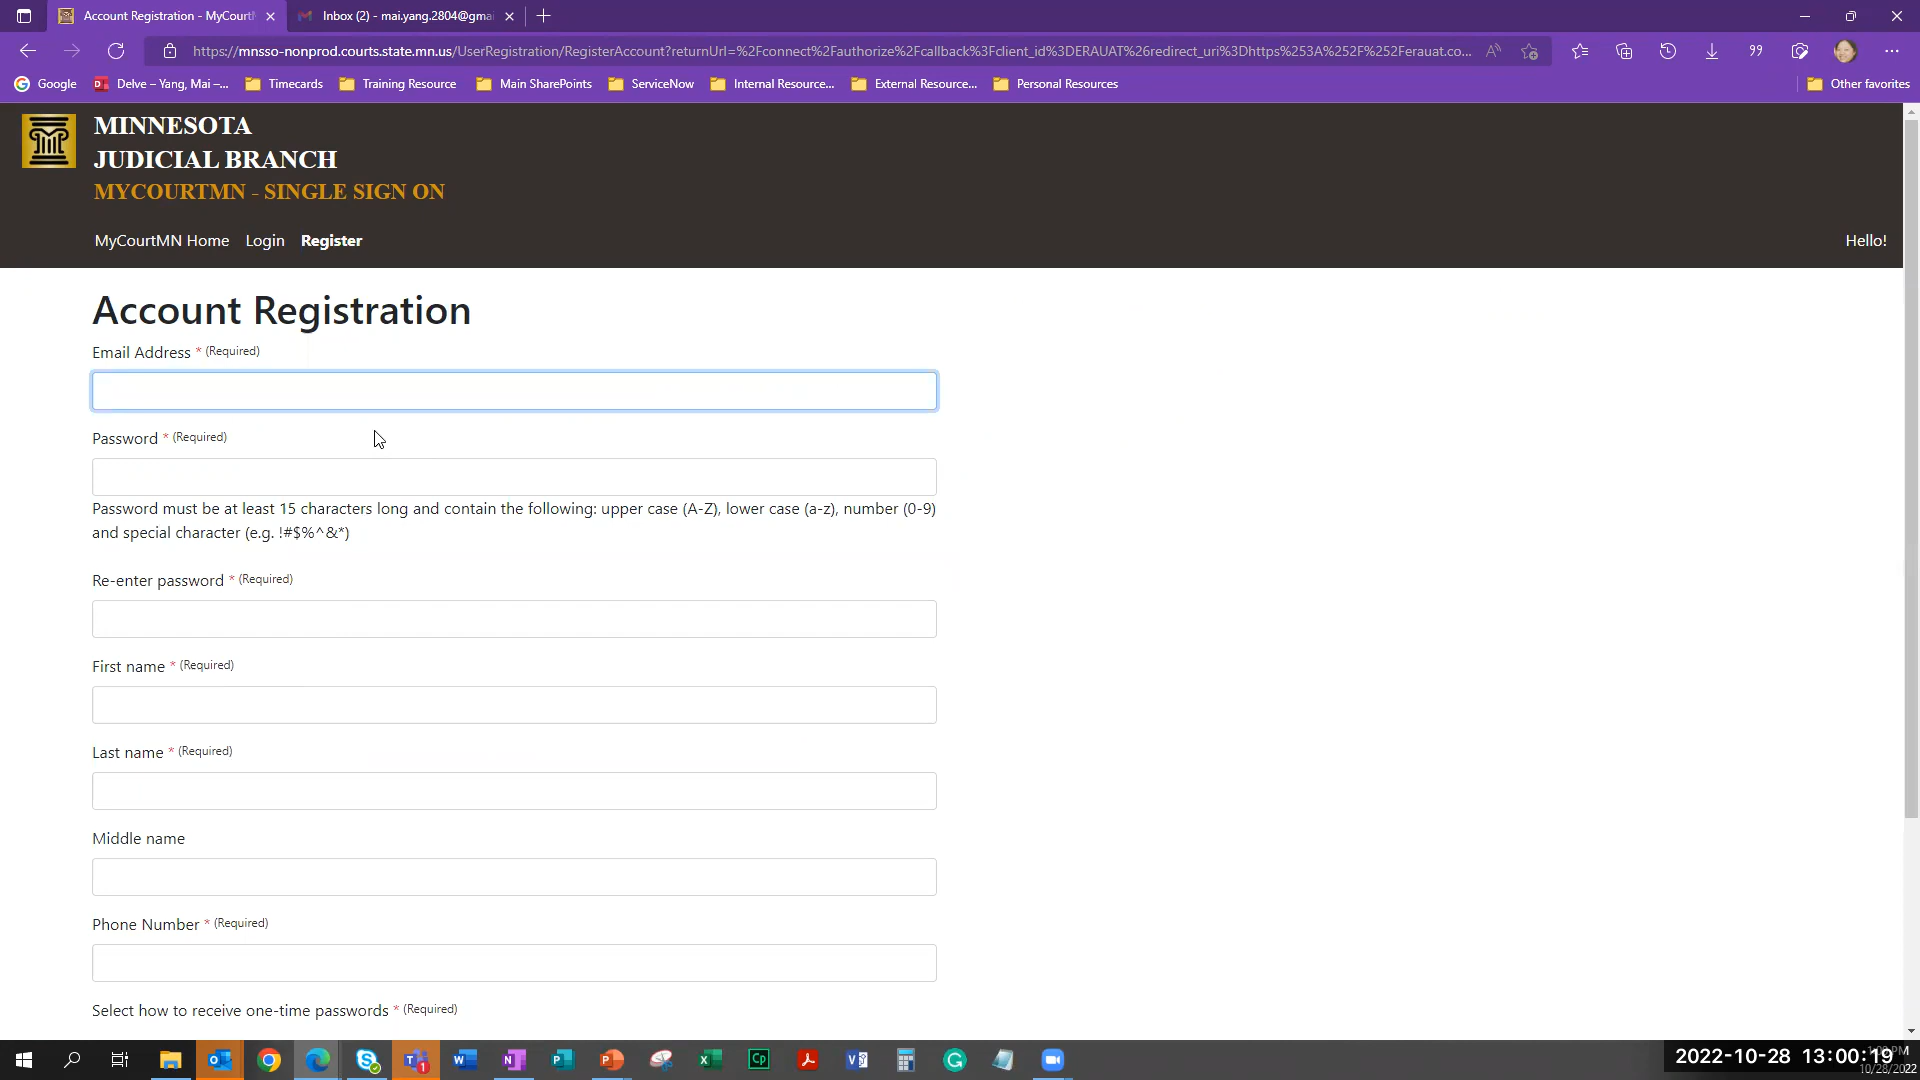 Account Registration - MyCourtM
Inbox (2) - mai.yang.2804@gmai
https://mnsso-nonprod.courts.state.mn.us/UserRegistration/RegisterAccount?returnUrl=%2Fconnect%2Fauthorize%2Fcallback%3Fclient_id%3DERAUAT%26redirect_uri%3Dhttps%253A%252F%252Ferauat.co...
Google
Delve – Yang, Mai –...
Timecards
Training Resource
Main SharePoints
ServiceNow
Internal Resource...
External Resource...
Personal Resources
Other favorites
MINNESOTA
JUDICIAL BRANCH
MYCOURTMN - SINGLE SIGN ON
MyCourtMN Home Login Register
Hello!
Account Registration
Email Address * (Required)
Password * (Required)
Password must be at least 15 characters long and contain the following: upper case (A-Z), lower case (a-z), number (0-9)
and special character (e.g. !#$%^&*)
Re-enter password * (Required)
First name * (Required)
Last name * (Required)
Middle name
Phone Number * (Required)
Select how to receive one-time passwords * (Required)
2022-10-28 13:00:19
10/28/2022